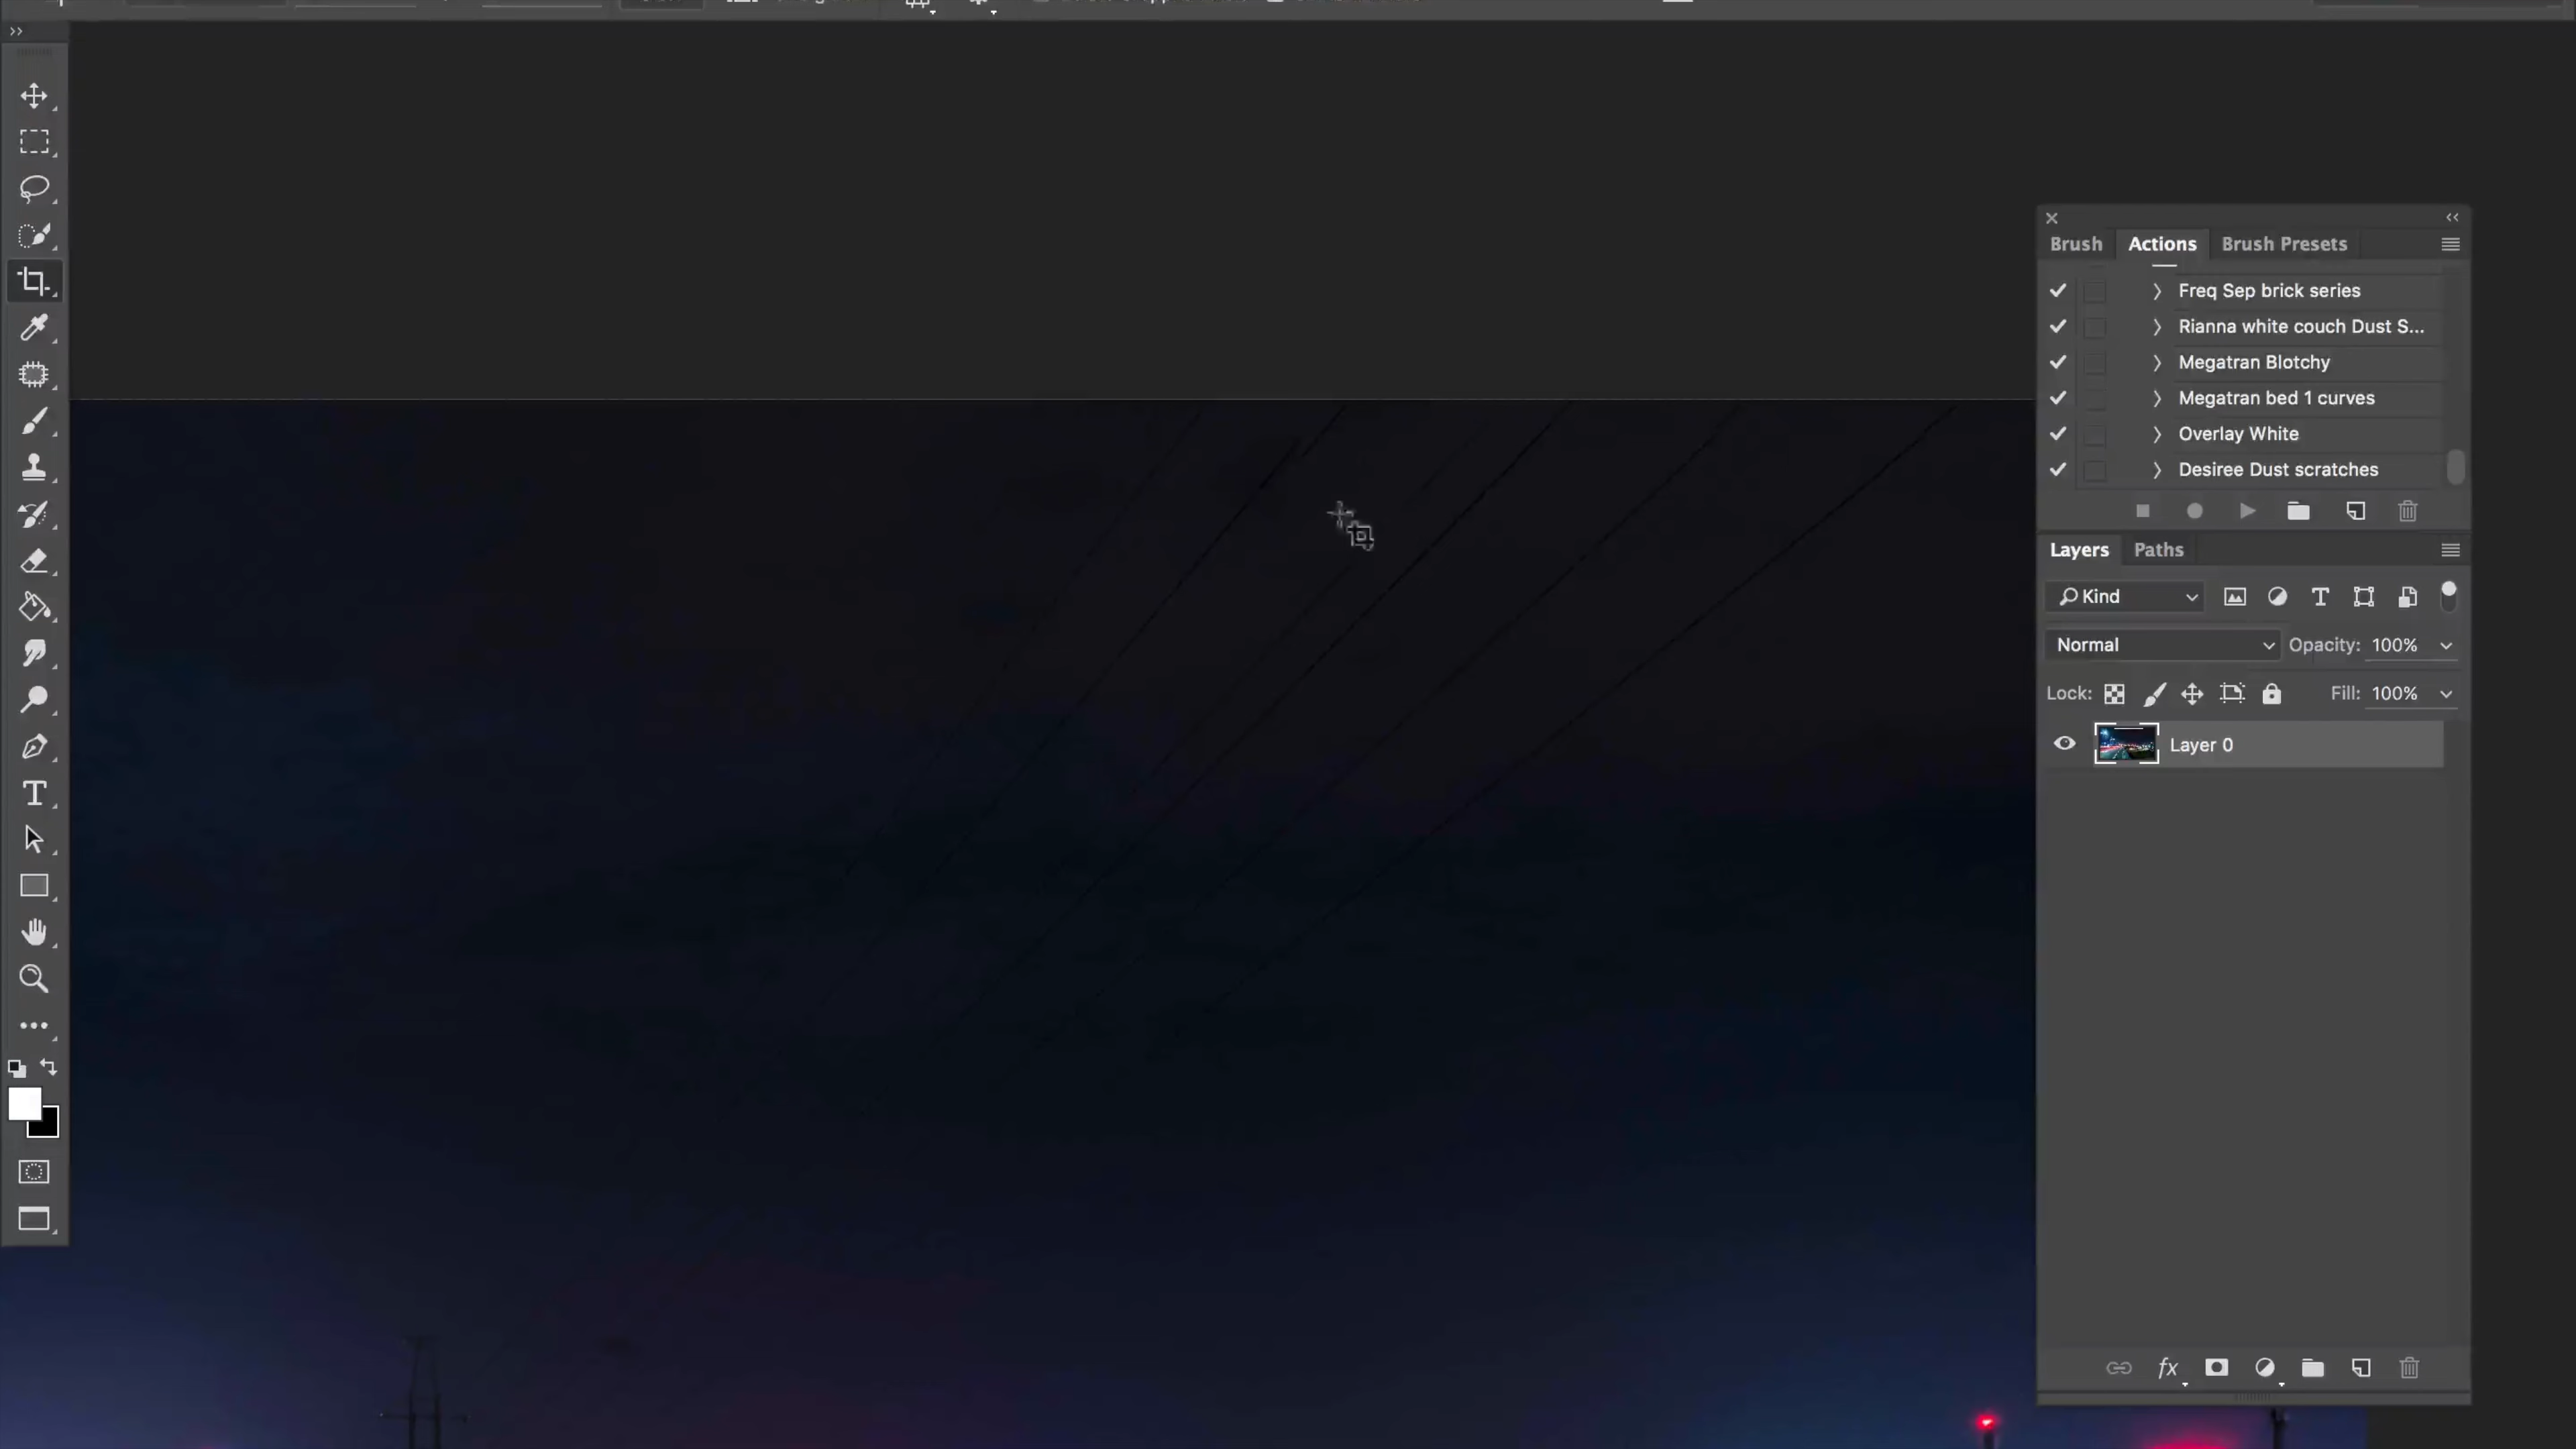 Brush Actions Brush Presets
Freq Sep brick series
Rianna white couch Dust S...
Megatran Blotchy
Megatran bed 1 curves
Overlay White
Desiree Dust scratches
Layers Paths
Kind
Normal Opacity: 100%
Lock: Fill: 100%
Layer 0
fx